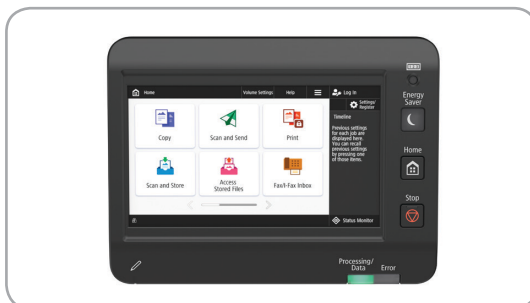 Home
Volume Settings
Help
Log In
Settings/
Register
Copy
Scan and Send
Print
Scan and Store
Access
Stored Files
Fax/I-Fax Inbox
Timeline
Previous settings
for each job are
displayed here.
You can recall
previous settings
by pressing one
of those items.
Status Monitor
Energy
Saver
Home
Stop
Processing/
Data
Error